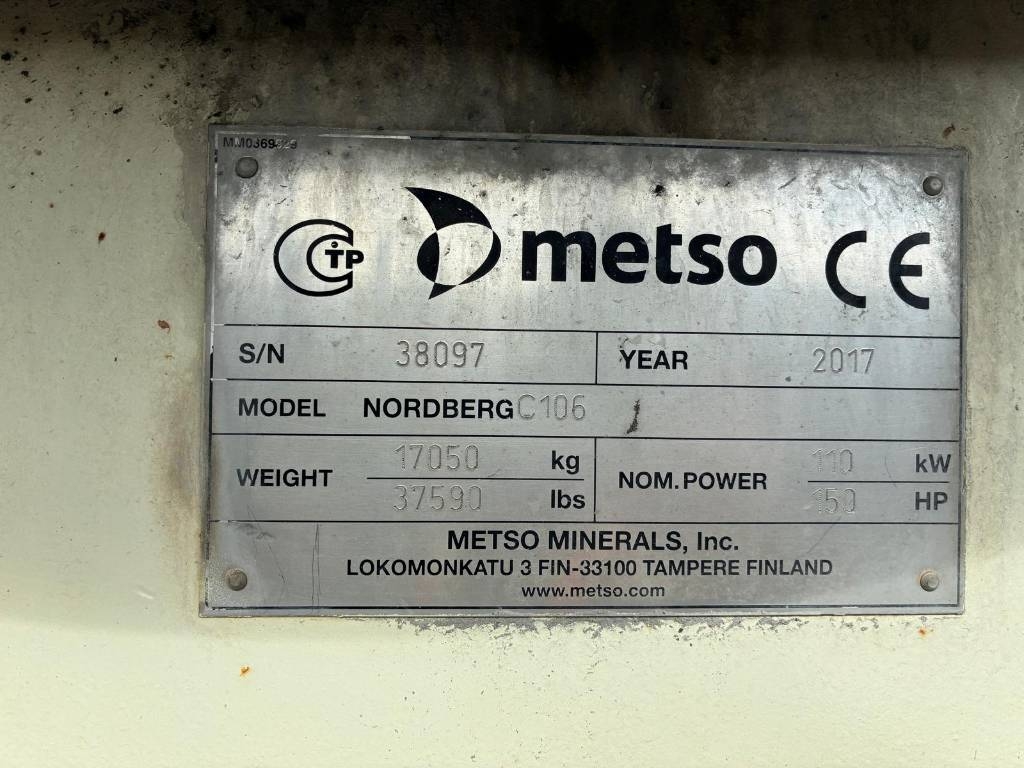 metso CE
S/N 38097 YEAR 2017
MODEL NORDBERG C106
WEIGHT 17050 kg NOM. POWER 110 kW
37590 lbs 150 HP
METSO MINERALS, Inc.
LOKOMONKATU 3 FIN-33100 TAMPERE FINLAND
www.metso.com